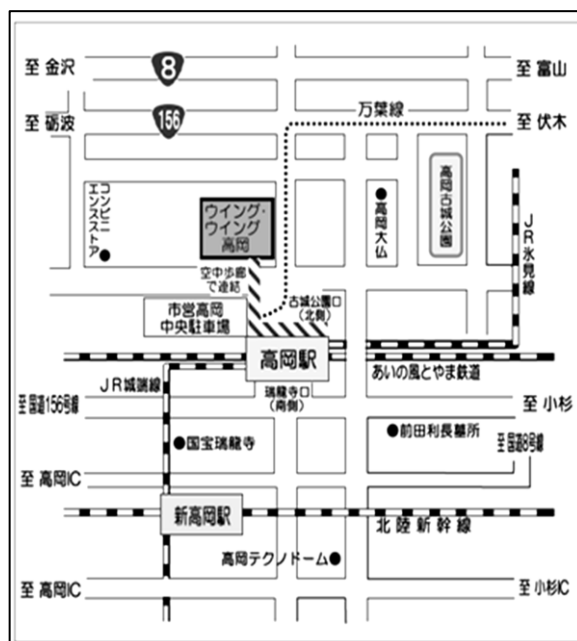 至 金沢
8
至 富山
至 砺波
156
万葉線
至 伏木
コンビニ
エンスストア
ウイング・
ウイング
高岡
高岡大仏
高岡古城公園
JR氷見線
空中歩廊
で連結
古城公園口
(北側)
市営高岡
中央駐車場
高岡駅
あいの風とやま鉄道
JR城端線
瑞龍寺口
(南側)
至国道156号線
至 小杉
国宝瑞龍寺
前田利長墓所
至国道8号線
至 高岡IC
新高岡駅
北陸新幹線
高岡テクノドーム
至 高岡IC
至 小杉IC